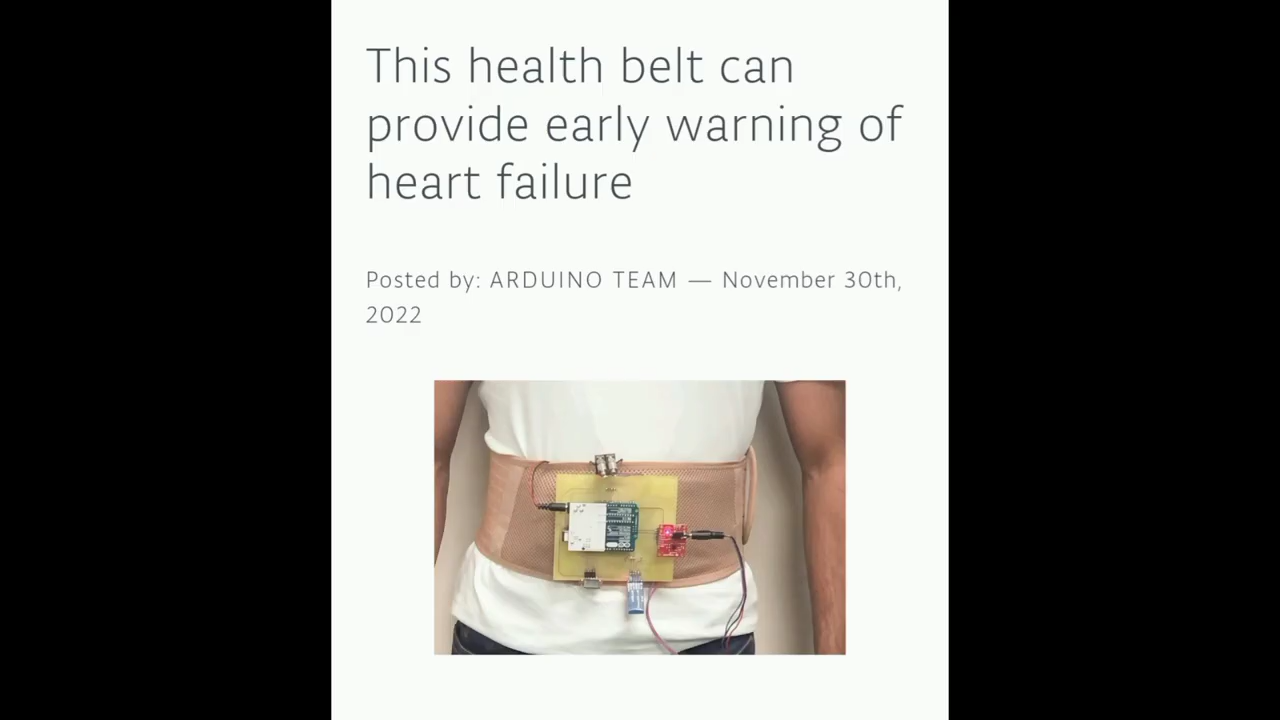 This health belt can
provide early warning of
heart failure
Posted by: ARDUINO TEAM — November 30th,
2022